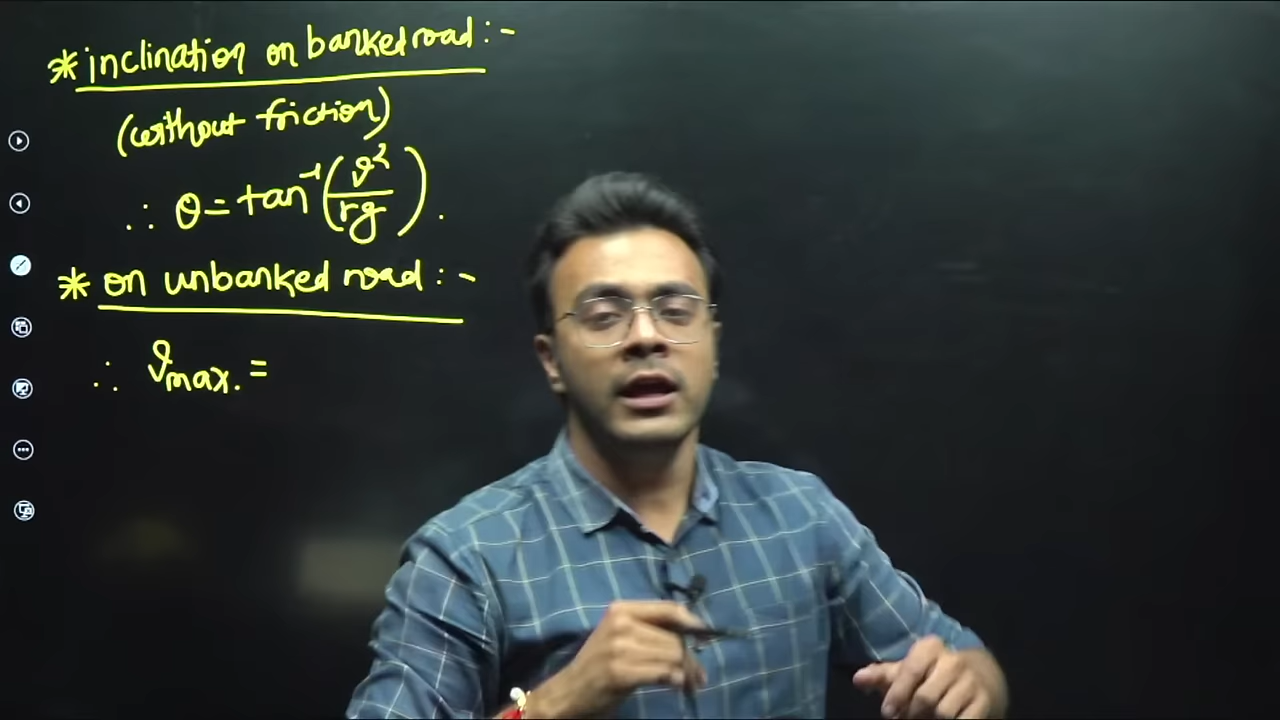 * inclination on banked road :-
(without friction)
∴ θ = tan⁻¹(v²/rg).
* on unbanked road :-
∴ vmax. =